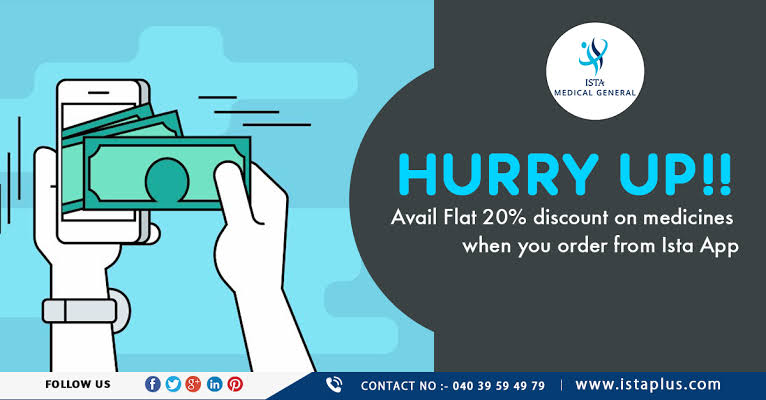 ISTA
MEDICAL GENERAL
HURRY UP!!
Avail Flat 20% discount on medicines
when you order from Ista App
FOLLOW US
CONTACT NO :- 040 39 59 49 79
www.istaplus.com